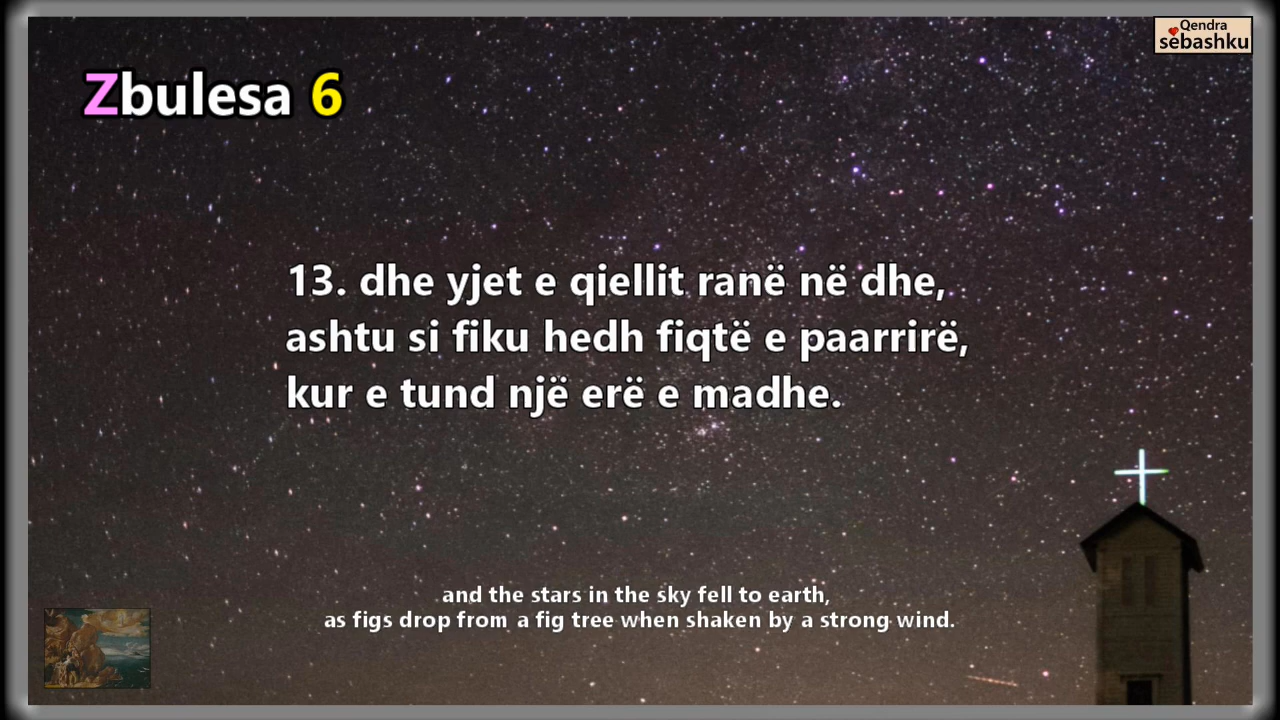 Qendra
sebashku
Zbulesa 6
13. dhe yjet e qiellit ranë në dhe,
ashtu si fiku hedh fiqtë e paarrirë,
kur e tund një erë e madhe.
and the stars in the sky fell to earth,
as figs drop from a fig tree when shaken by a strong wind.